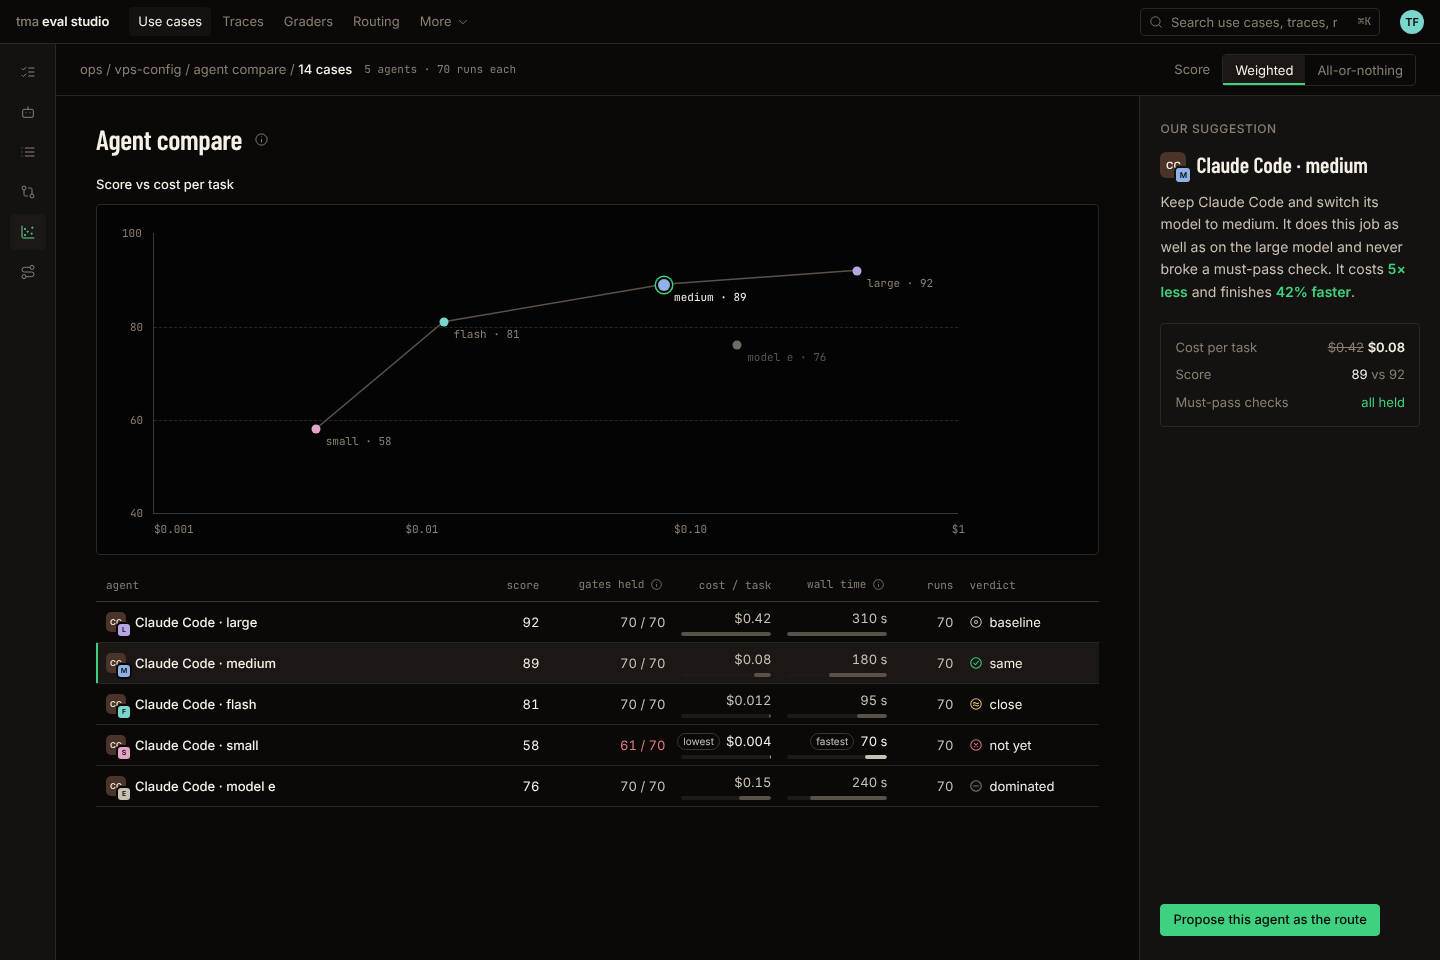 tma eval studio
Use cases
Traces
Graders
Routing
More
Search use cases, traces, r
⌘K
TF
ops / vps-config / agent compare / 14 cases
5 agents · 70 runs each
Score
Weighted
All-or-nothing
Agent compare
Score vs cost per task
100
80
60
40
large · 92
medium · 89
flash · 81
model e · 76
small · 58
$0.001
$0.01
$0.10
$1
agent score gates held cost / task wall time runs verdict
CC L Claude Code · large 92 70 / 70 $0.42 310 s 70 baseline
CC M Claude Code · medium 89 70 / 70 $0.08 180 s 70 same
CC F Claude Code · flash 81 70 / 70 $0.012 95 s 70 close
CC S Claude Code · small 58 61 / 70 lowest $0.004 fastest 70 s 70 not yet
CC E Claude Code · model e 76 70 / 70 $0.15 240 s 70 dominated
OUR SUGGESTION
CC M Claude Code · medium
Keep Claude Code and switch its
model to medium. It does this job as
well as on the large model and never
broke a must-pass check. It costs 5×
less and finishes 42% faster.
Cost per task $0.42 $0.08
Score 89 vs 92
Must-pass checks all held
Propose this agent as the route